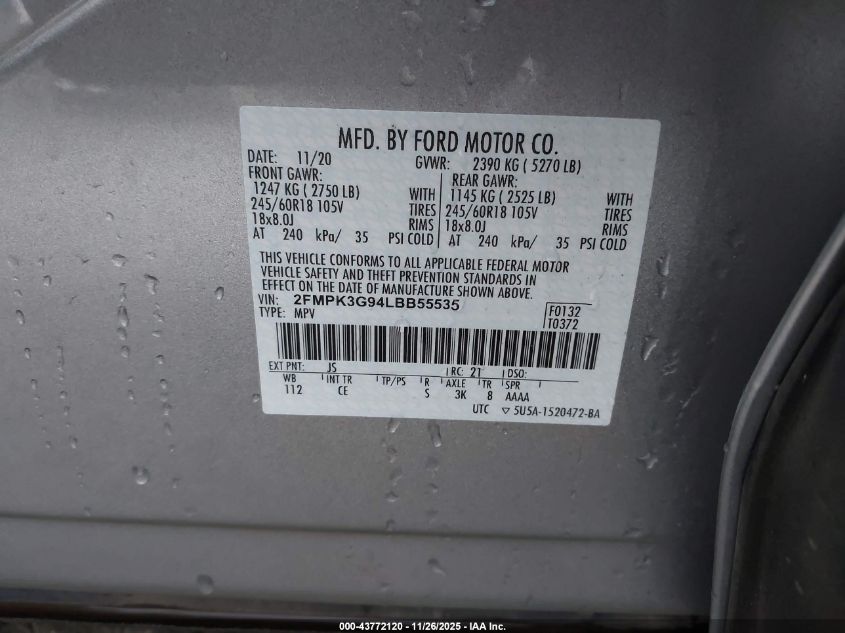 MFD. BY FORD MOTOR CO.
DATE: 11/20 GVWR: 2390 KG ( 5270 LB)
FRONT GAWR: REAR GAWR:
1247 KG ( 2750 LB) WITH 1145 KG ( 2525 LB) WITH
245/60R18 105V TIRES 245/60R18 105V TIRES
18x8.0J RIMS 18x8.0J RIMS
AT 240 kPa/ 35 PSI COLD AT 240 kPa/ 35 PSI COLD
THIS VEHICLE CONFORMS TO ALL APPLICABLE FEDERAL MOTOR
VEHICLE SAFETY AND THEFT PREVENTION STANDARDS IN
EFFECT ON THE DATE OF MANUFACTURE SHOWN ABOVE.
VIN: 2FMPK3G94LBB55535 F0132
TYPE: MPV T0372
EXT PNT: JS RC: 21 DSO:
WB INT TR TP/PS R AXLE TR SPR
112 CE S 3K 8 AAAA
UTC ▽ 5U5A-1520472-BA
000-43772120 - 11/26/2025 - IAA Inc.